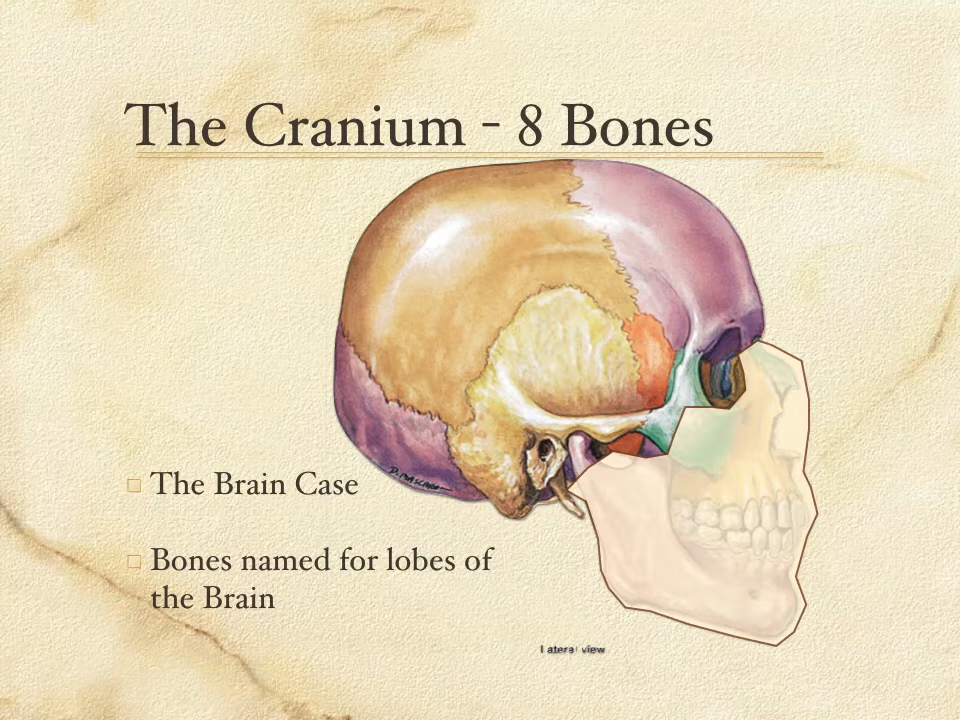 The Cranium - 8 Bones
The Brain Case
Bones named for lobes of
the Brain
Lateral view